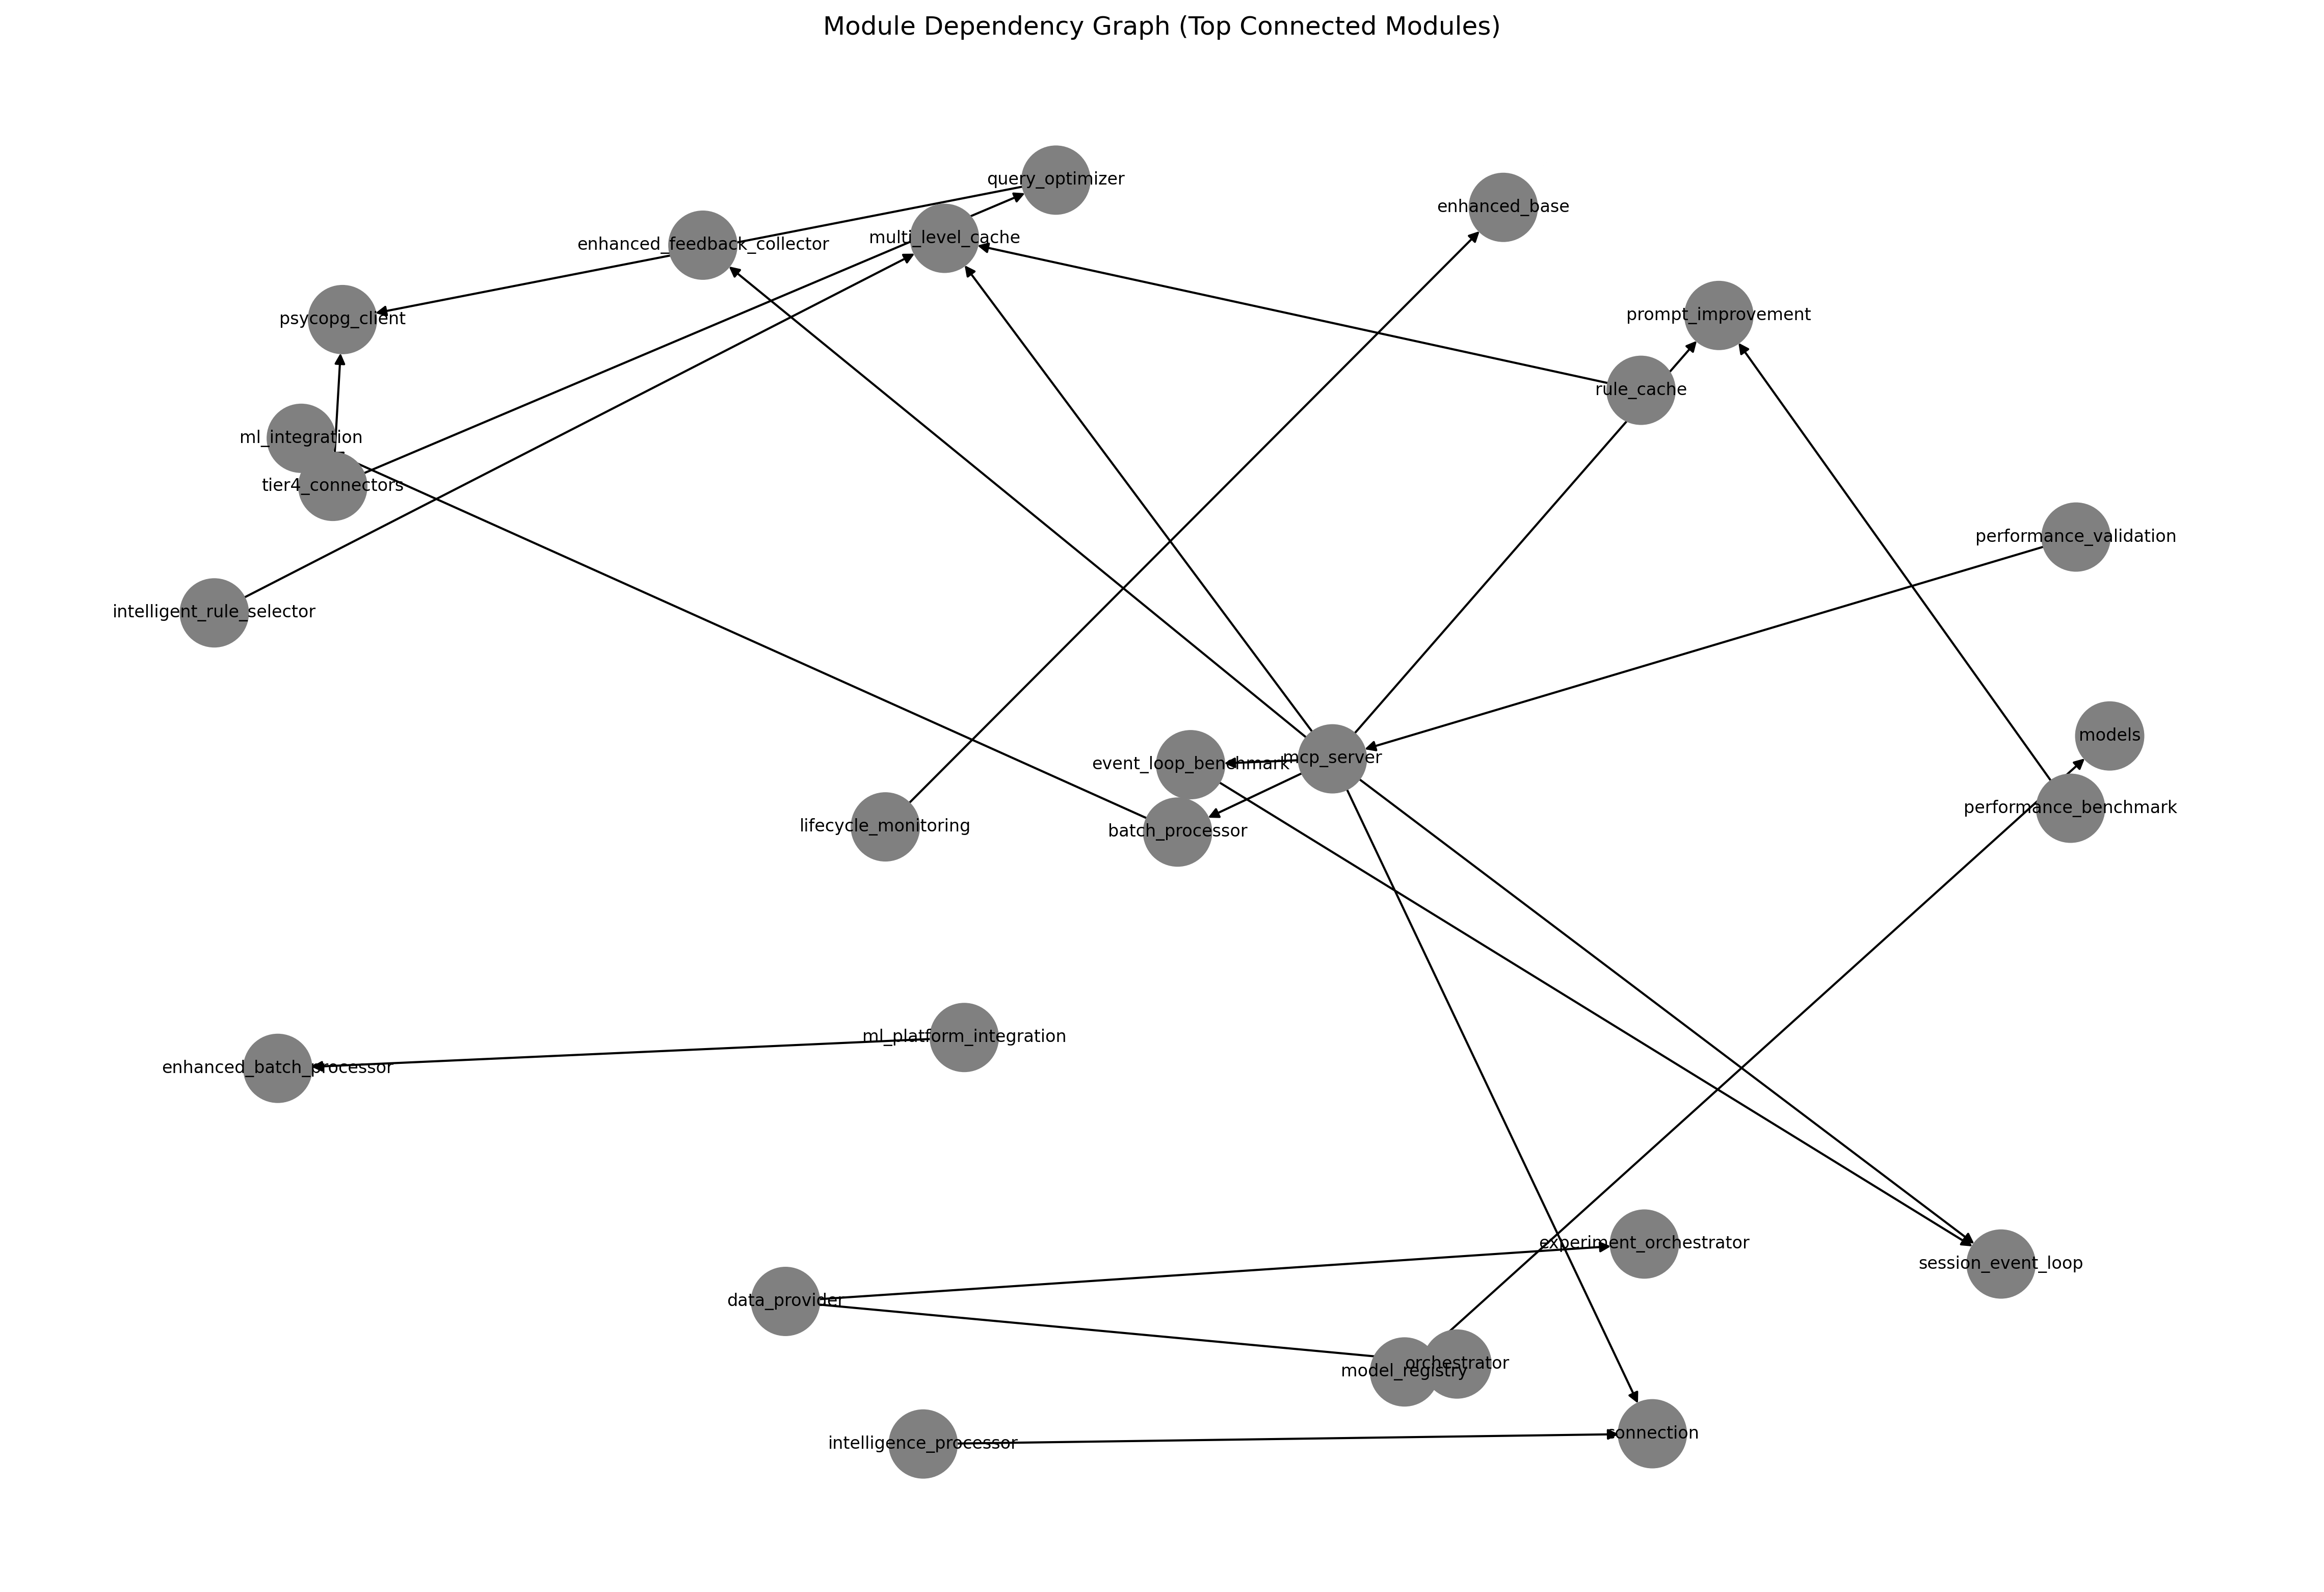 Module Dependency Graph (Top Connected Modules)
query_optimizer
enhanced_base
multi_level_cache
enhanced_feedback_collector
prompt_improvement
psycopg_client
rule_cache
ml_integration
tier4_connectors
performance_validation
intelligent_rule_selector
models
mcp_server
event_loop_benchmark
performance_benchmark
lifecycle_monitoring
batch_processor
ml_platform_integration
enhanced_batch_processor
experiment_orchestrator
session_event_loop
data_provider
orchestrator
model_registry
connection
intelligence_processor